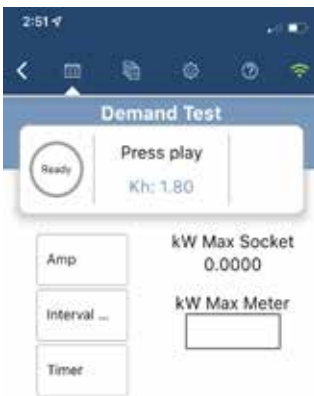 2:51
Demand Test
Ready
Press play
Kh: 1.80
Amp
kW Max Socket
0.0000
Interval ...
kW Max Meter
Timer